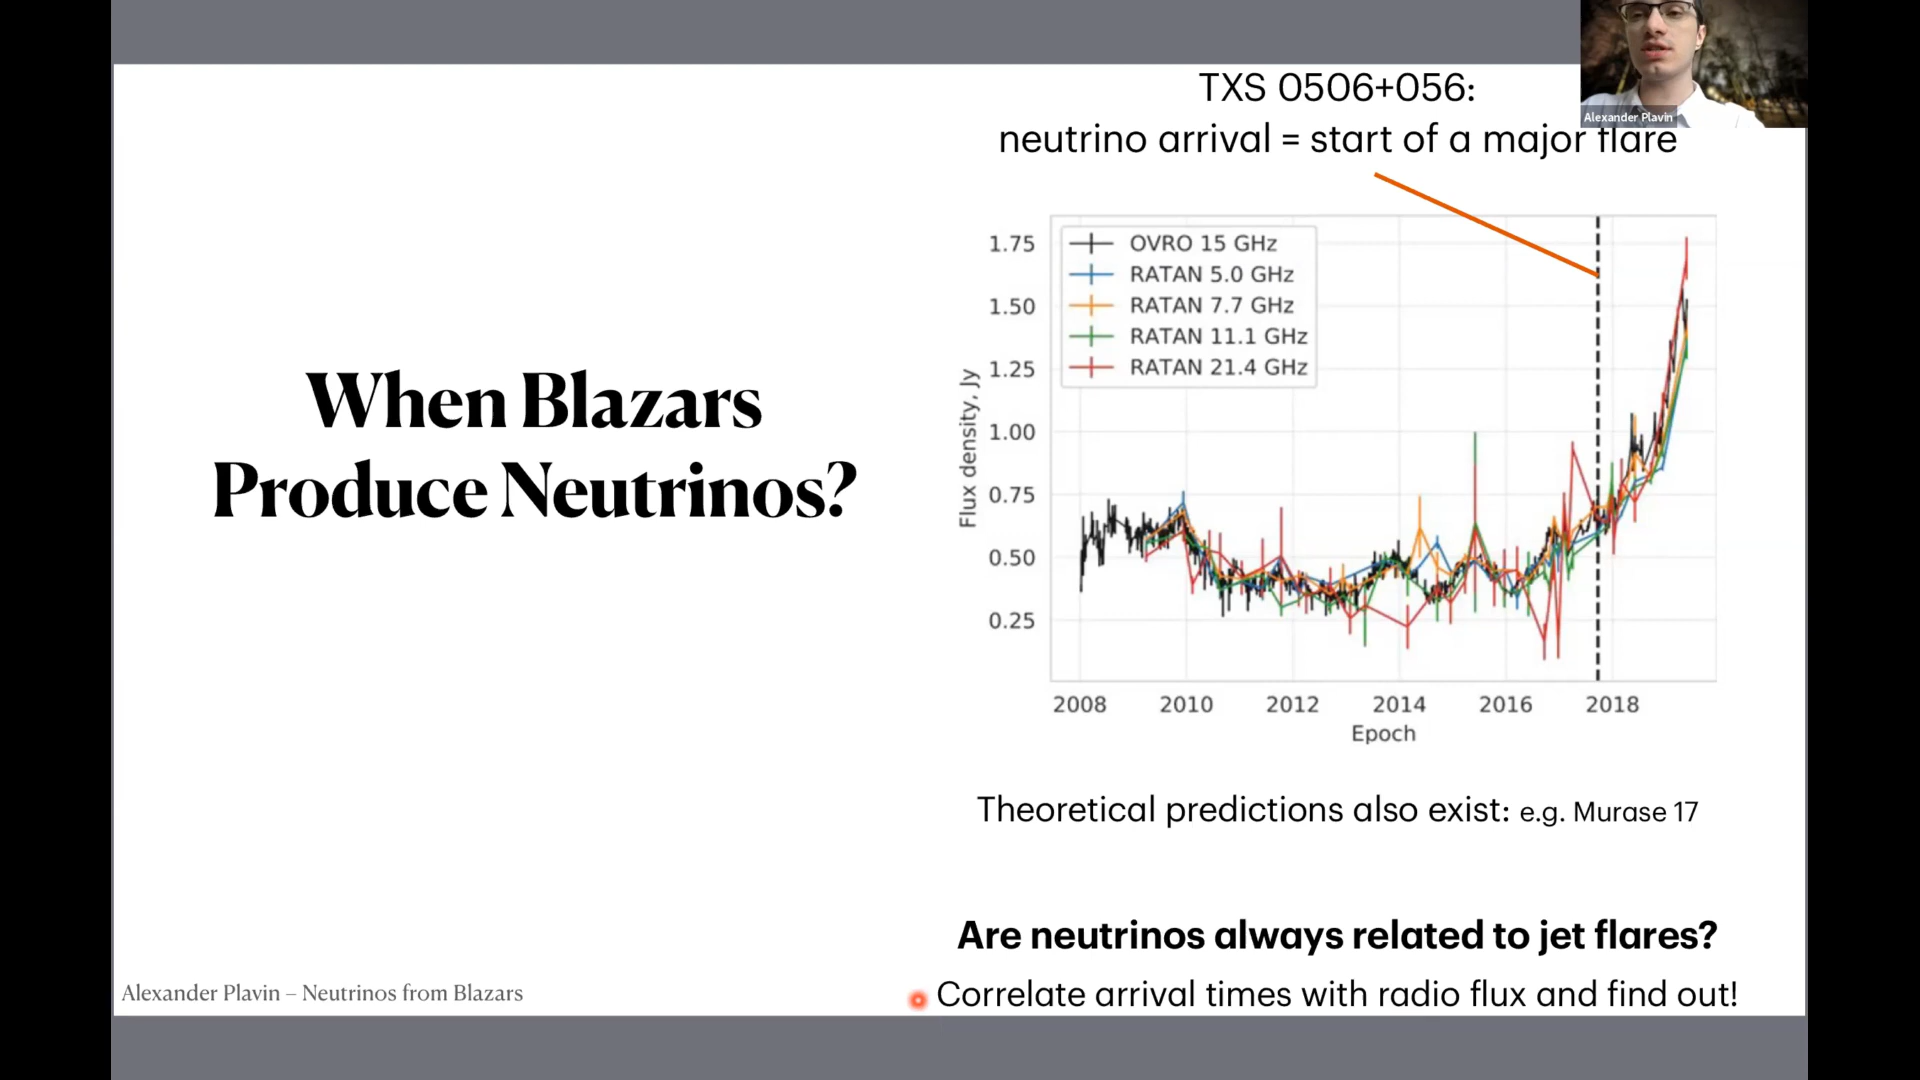 TXS 0506+056:
neutrino arrival = start of a major flare
Alexander Plavin
When Blazars
Produce Neutrinos?
OVRO 15 GHz
RATAN 5.0 GHz
RATAN 7.7 GHz
RATAN 11.1 GHz
RATAN 21.4 GHz
Flux density, Jy
1.75
1.50
1.25
1.00
0.75
0.50
0.25
2008 2010 2012 2014 2016 2018
Epoch
Theoretical predictions also exist: e.g. Murase 17
Are neutrinos always related to jet flares?
Correlate arrival times with radio flux and find out!
Alexander Plavin – Neutrinos from Blazars